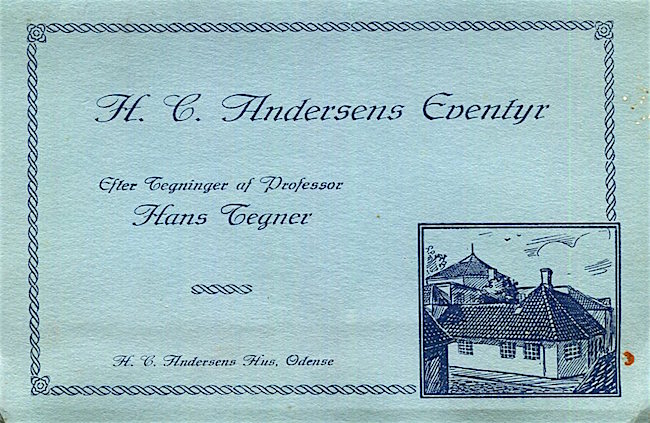 H. C. Andersens Eventyr
Efter Tegninger af Professor
Hans Tegner
H. C. Andersens Hus, Odense